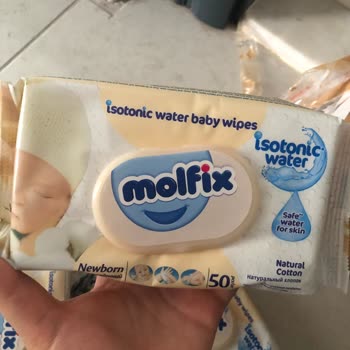 isotonic water baby wipes
isotonic
water
molfix
Safe
water
for skin
Newborn
50
Natural
Cotton
Натуральный хлопок